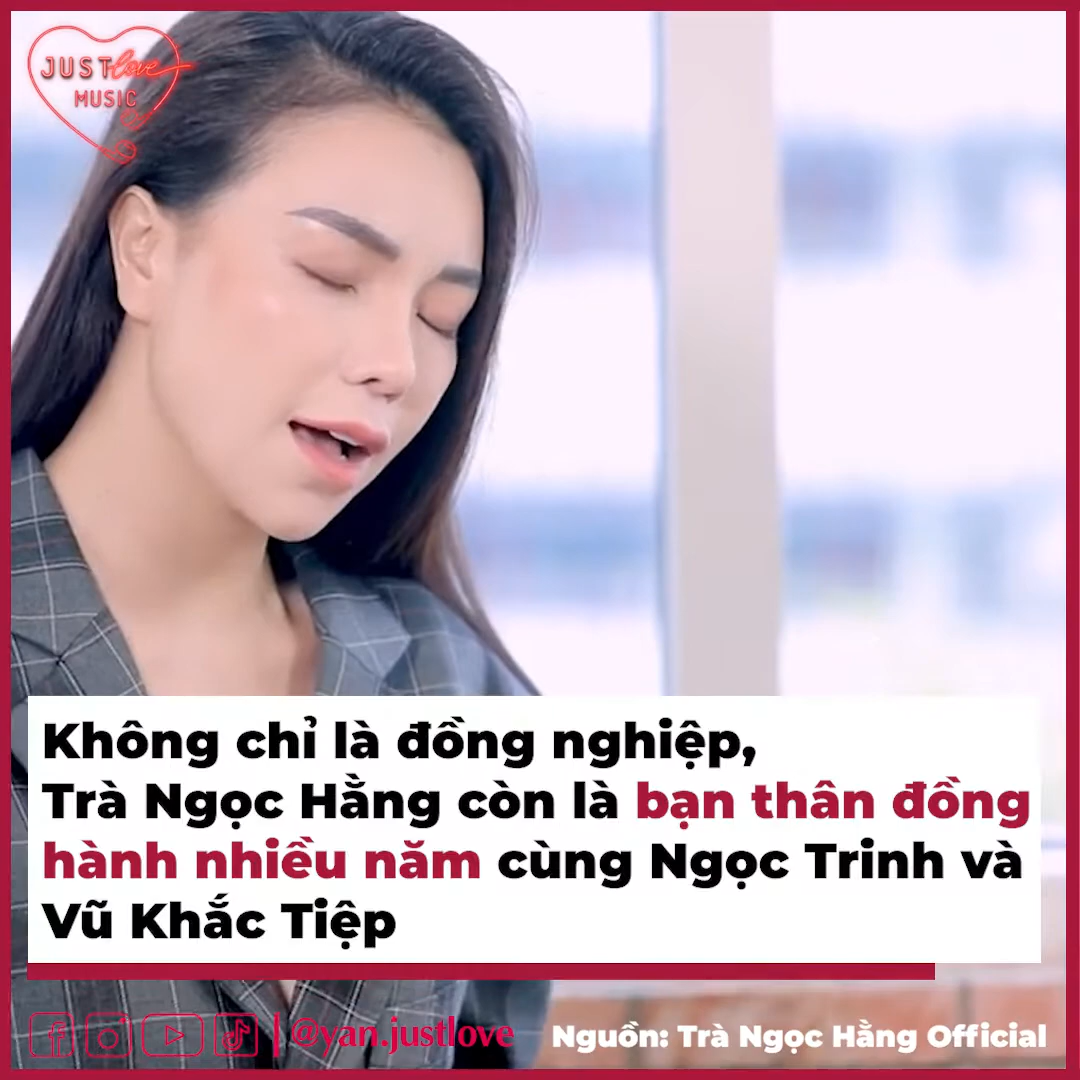 JUST love
MUSIC
Không chỉ là đồng nghiệp,
Trà Ngọc Hằng còn là bạn thân đồng
hành nhiều năm cùng Ngọc Trinh và
Vũ Khắc Tiệp
@yan.justlove
Nguồn: Trà Ngọc Hằng Official